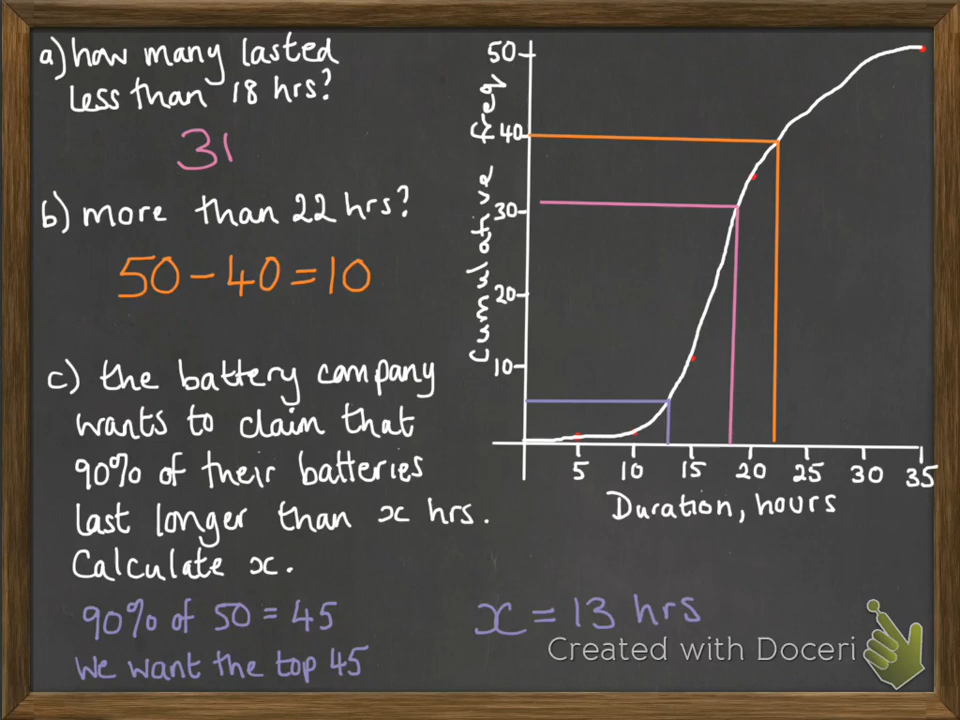 a) how many lasted
less than 18 hrs?
31
b) more than 22 hrs?
50 - 40 = 10
c) the battery company
wants to claim that
90% of their batteries
last longer than x hrs.
Calculate x.
90% of 50 = 45
We want the top 45
x = 13 hrs
Cumulative freq
50
40
30
20
10
5 10 15 20 25 30 35
Duration, hours
Created with Doceri